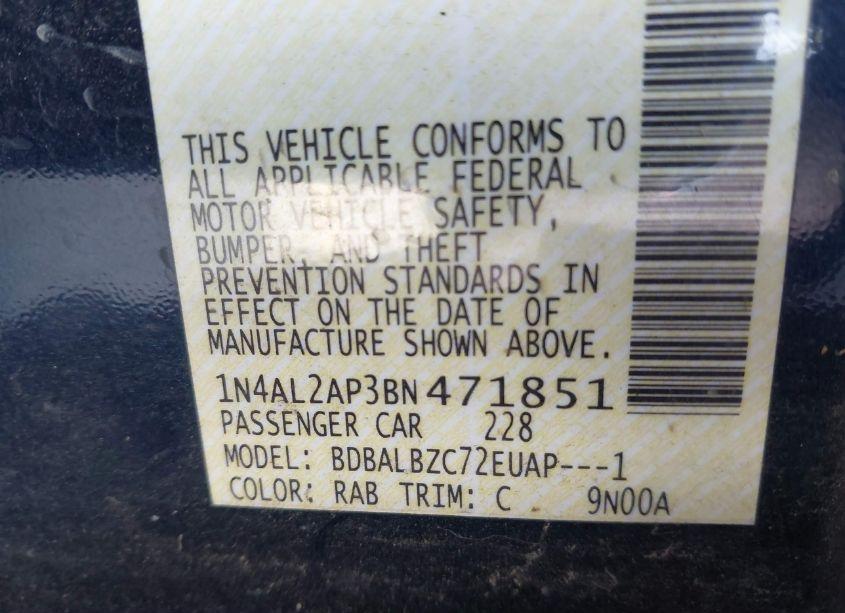 THIS VEHICLE CONFORMS TO
ALL APPLICABLE FEDERAL
MOTOR VEHICLE SAFETY,
BUMPER, AND THEFT
PREVENTION STANDARDS IN
EFFECT ON THE DATE OF
MANUFACTURE SHOWN ABOVE.
1N4AL2AP3BN471851
PASSENGER CAR 228
MODEL: BDBALBZC72EUAP---1
COLOR: RAB TRIM: C 9N00A